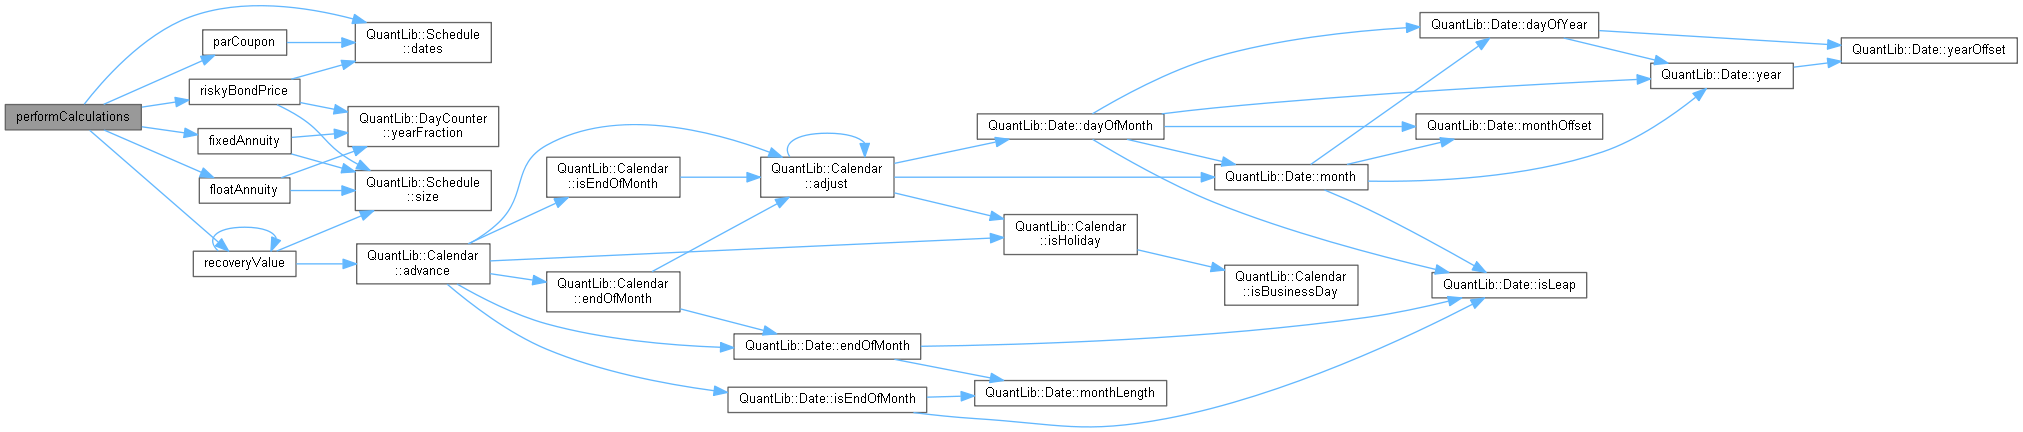 performCalculations
parCoupon
riskyBondPrice
fixedAnnuity
floatAnnuity
recoveryValue
QuantLib::Schedule
::dates
QuantLib::DayCounter
::yearFraction
QuantLib::Schedule
::size
QuantLib::Calendar
::advance
QuantLib::Calendar
::isEndOfMonth
QuantLib::Calendar
::endOfMonth
QuantLib::Calendar
::adjust
QuantLib::Date::endOfMonth
QuantLib::Date::isEndOfMonth
QuantLib::Date::dayOfMonth
QuantLib::Calendar
::isHoliday
QuantLib::Date::monthLength
QuantLib::Date::month
QuantLib::Calendar
::isBusinessDay
QuantLib::Date::dayOfYear
QuantLib::Date::monthOffset
QuantLib::Date::isLeap
QuantLib::Date::year
QuantLib::Date::yearOffset